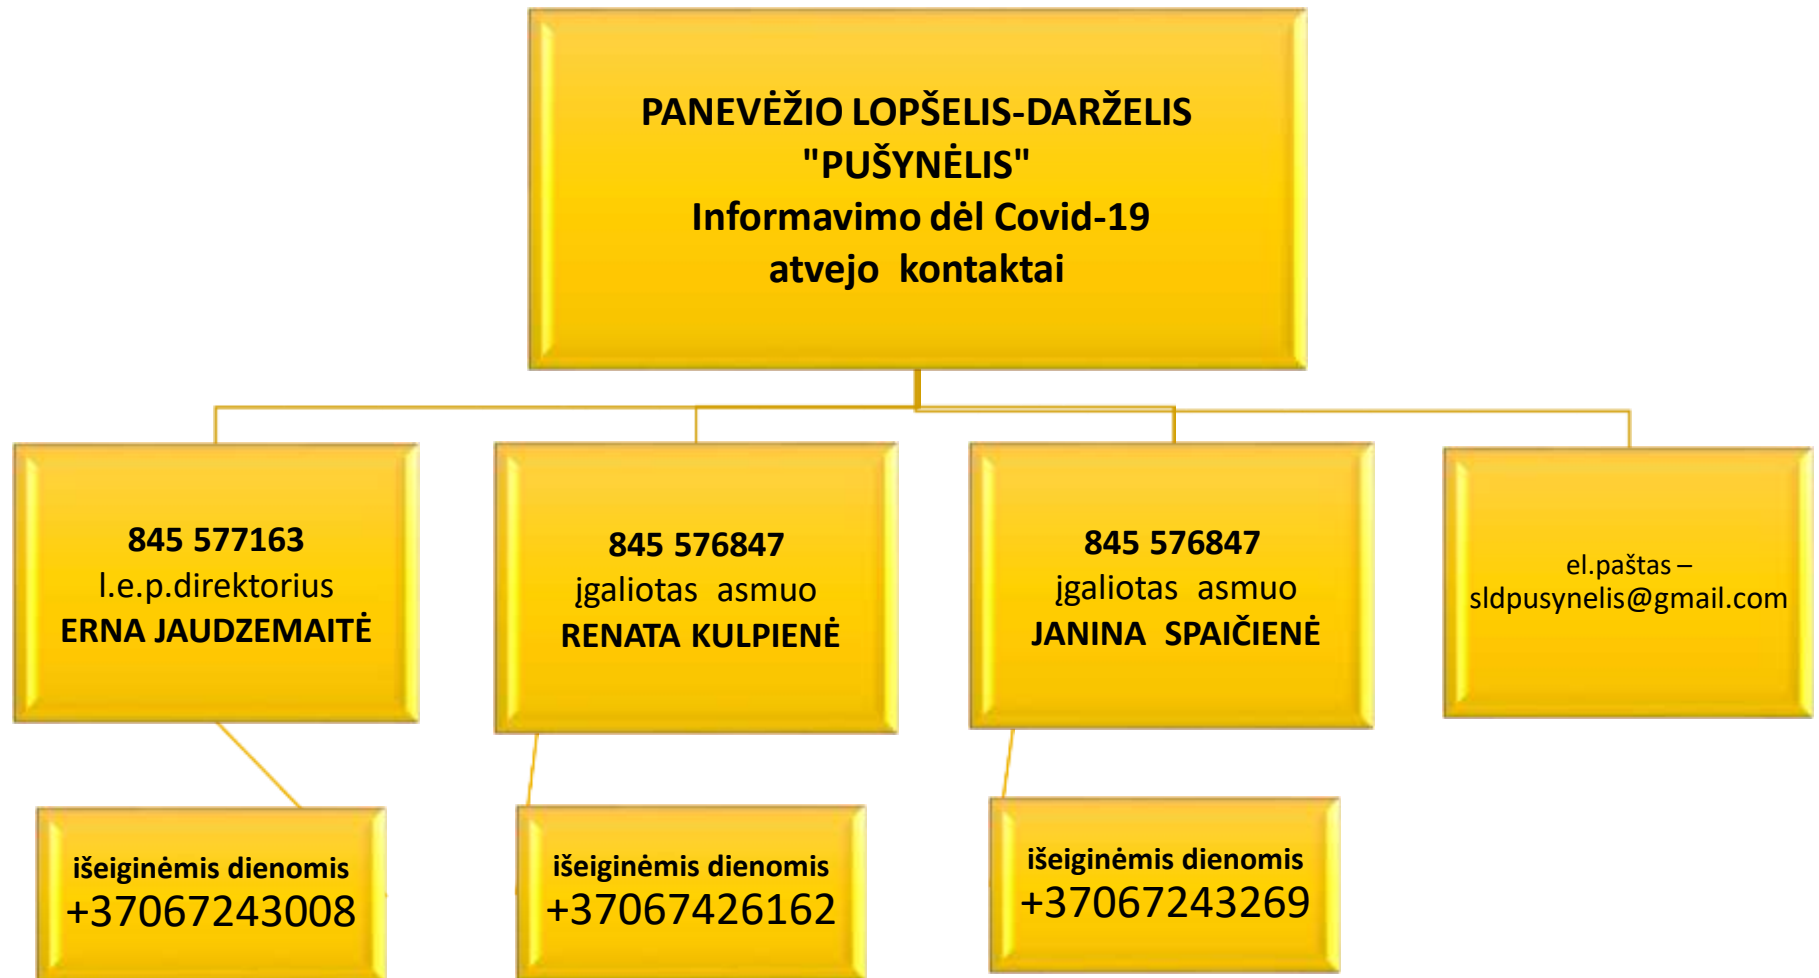 PANEVĖŽIO LOPŠELIS-DARŽELIS
"PUŠYNĖLIS"
Informavimo dėl Covid-19
atvejo kontaktai
845 577163
l.e.p.direktorius
ERNA JAUDZEMAITĖ
845 576847
įgaliotas asmuo
RENATA KULPIENĖ
845 576847
įgaliotas asmuo
JANINA SPAIČIENĖ
el.paštas –
sldpusynelis@gmail.com
išeiginėmis dienomis
+37067243008
išeiginėmis dienomis
+37067426162
išeiginėmis dienomis
+37067243269